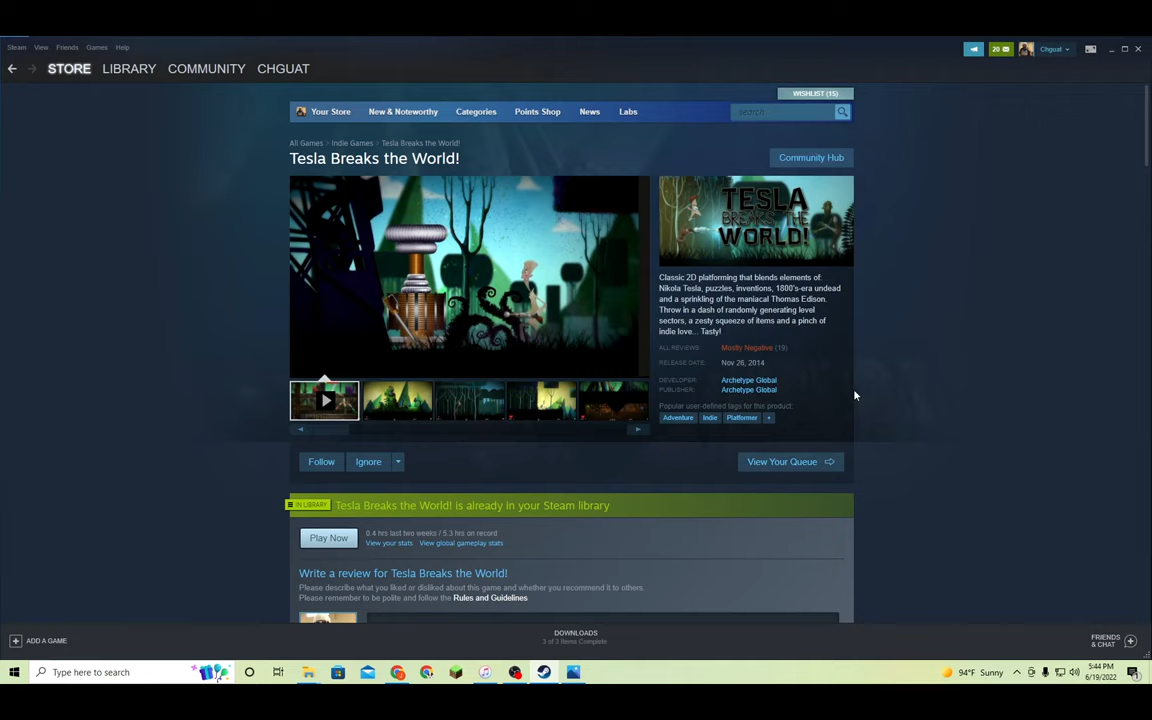 Steam View Friends Games Help
20 Chguat
STORE LIBRARY COMMUNITY CHGUAT
WISHLIST (15)
Your Store New & Noteworthy Categories Points Shop News Labs search
All Games > Indie Games > Tesla Breaks the World!
Tesla Breaks the World!
Community Hub
TESLA
BREAKS THE
WORLD!
Classic 2D platforming that blends elements of:
Nikola Tesla, puzzles, inventions, 1800's-era undead
and a sprinkling of the maniacal Thomas Edison.
Throw in a dash of randomly generating level
sectors, a zesty squeeze of items and a pinch of
indie love... Tasty!
ALL REVIEWS: Mostly Negative (19)
RELEASE DATE: Nov 26, 2014
DEVELOPER: Archetype Global
PUBLISHER: Archetype Global
Popular user-defined tags for this product:
Adventure Indie Platformer +
Follow Ignore View Your Queue
IN LIBRARY Tesla Breaks the World! is already in your Steam library
Play Now
0.4 hrs last two weeks / 5.3 hrs on record
View your stats View global gameplay stats
Write a review for Tesla Breaks the World!
Please describe what you liked or disliked about this game and whether you recommend it to others.
Please remember to be polite and follow the Rules and Guidelines
ADD A GAME
DOWNLOADS
3 of 3 Items Complete
FRIENDS
& CHAT
Type here to search
94°F Sunny
5:44 PM
6/19/2022
1